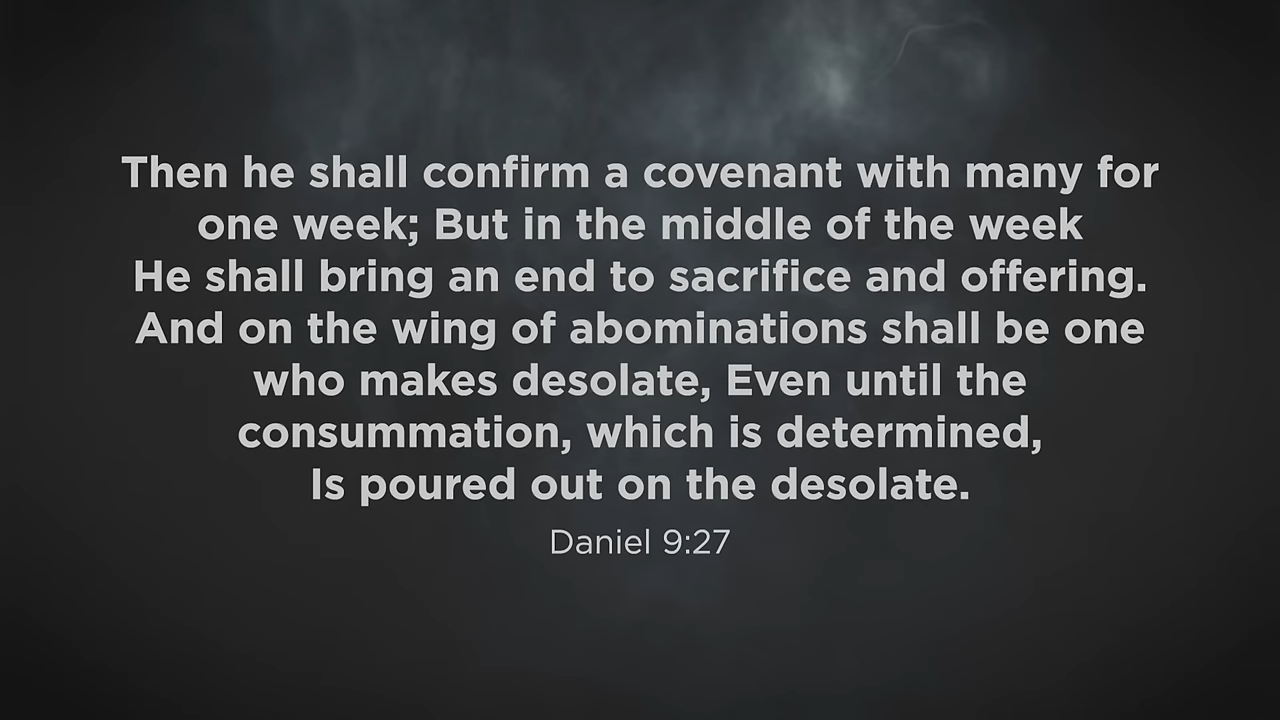 Then he shall confirm a covenant with many for
one week; But in the middle of the week
He shall bring an end to sacrifice and offering.
And on the wing of abominations shall be one
who makes desolate, Even until the
consummation, which is determined,
Is poured out on the desolate.
Daniel 9:27